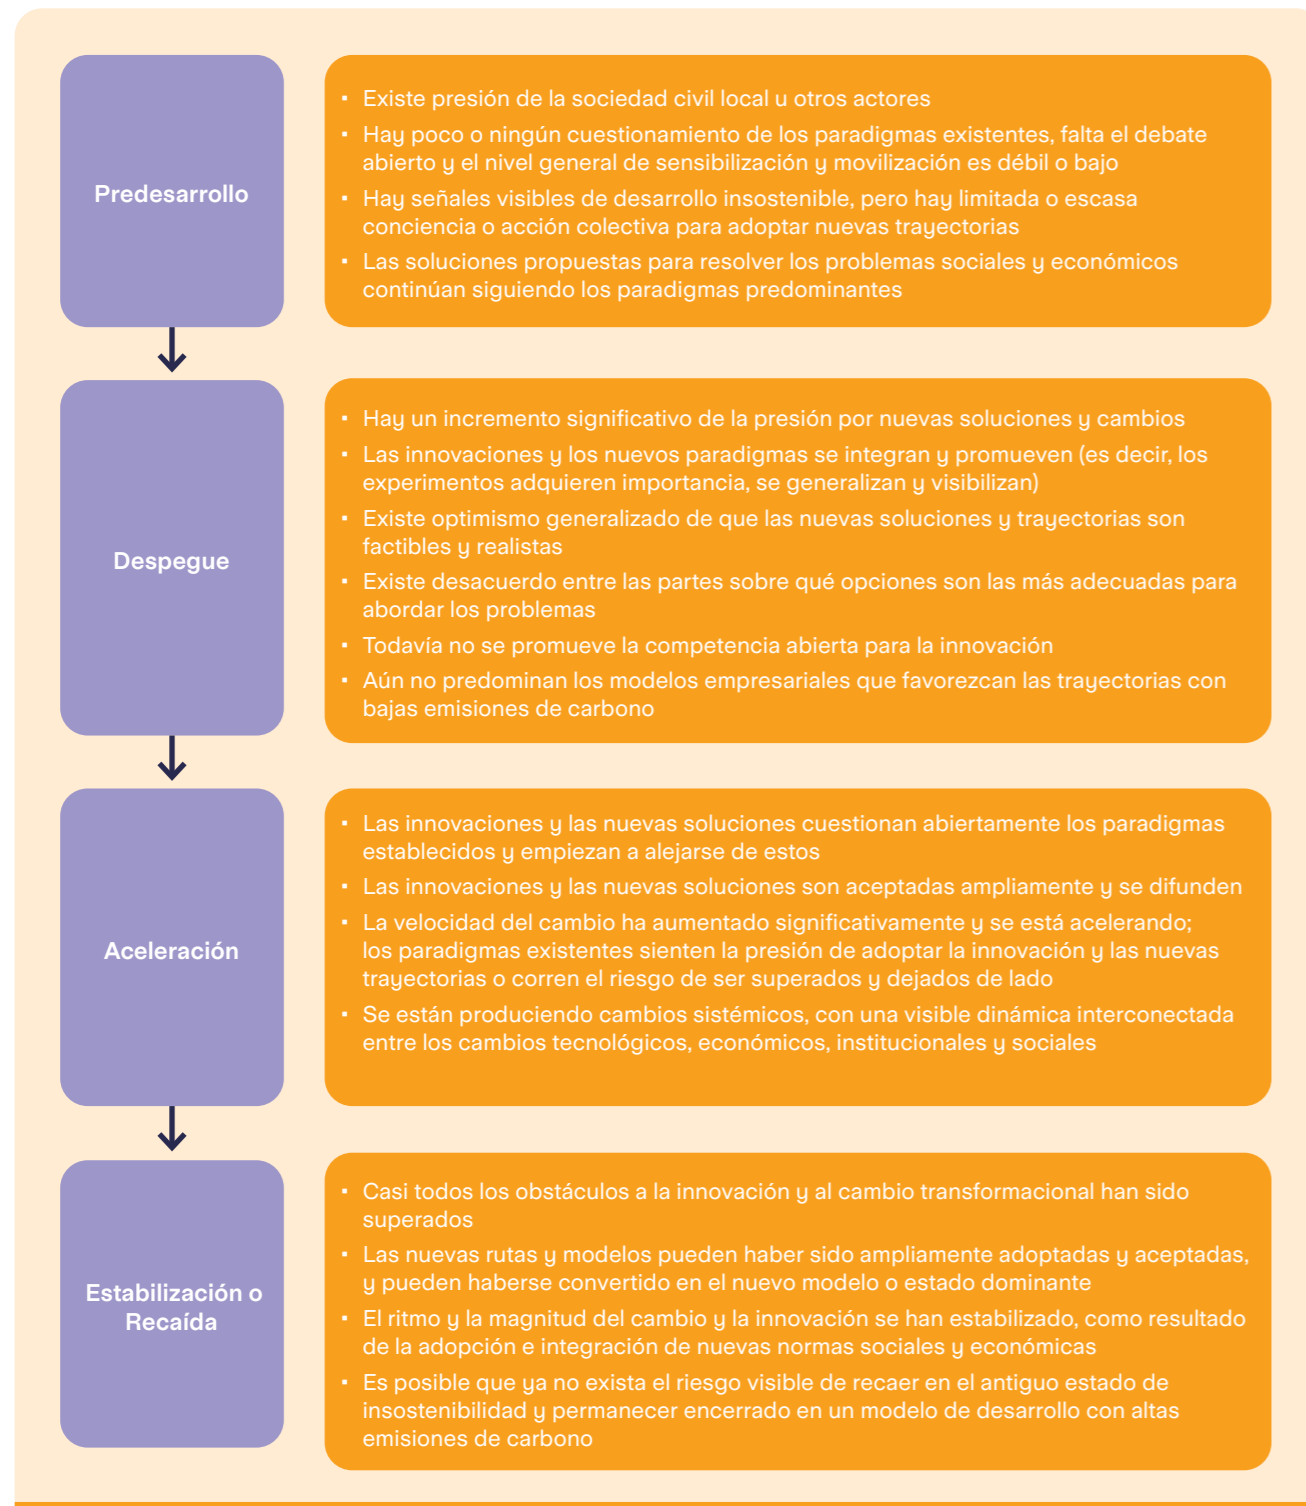 Predesarrollo
▪ Existe presión de la sociedad civil local u otros actores
▪ Hay poco o ningún cuestionamiento de los paradigmas existentes, falta el debate
abierto y el nivel general de sensibilización y movilización es débil o bajo
▪ Hay señales visibles de desarrollo insostenible, pero hay limitada o escasa
conciencia o acción colectiva para adoptar nuevas trayectorias
▪ Las soluciones propuestas para resolver los problemas sociales y económicos
continúan siguiendo los paradigmas predominantes
Despegue
▪ Hay un incremento significativo de la presión por nuevas soluciones y cambios
▪ Las innovaciones y los nuevos paradigmas se integran y promueven (es decir, los
experimentos adquieren importancia, se generalizan y visibilizan)
▪ Existe optimismo generalizado de que las nuevas soluciones y trayectorias son
factibles y realistas
▪ Existe desacuerdo entre las partes sobre qué opciones son las más adecuadas para
abordar los problemas
▪ Todavía no se promueve la competencia abierta para la innovación
▪ Aún no predominan los modelos empresariales que favorezcan las trayectorias con
bajas emisiones de carbono
Aceleración
▪ Las innovaciones y las nuevas soluciones cuestionan abiertamente los paradigmas
establecidos y empiezan a alejarse de estos
▪ Las innovaciones y las nuevas soluciones son aceptadas ampliamente y se difunden
▪ La velocidad del cambio ha aumentado significativamente y se está acelerando;
los paradigmas existentes sienten la presión de adoptar la innovación y las nuevas
trayectorias o corren el riesgo de ser superados y dejados de lado
▪ Se están produciendo cambios sistémicos, con una visible dinámica interconectada
entre los cambios tecnológicos, económicos, institucionales y sociales
Estabilización o
Recaída
▪ Casi todos los obstáculos a la innovación y al cambio transformacional han sido
superados
▪ Las nuevas rutas y modelos pueden haber sido ampliamente adoptadas y aceptadas,
y pueden haberse convertido en el nuevo modelo o estado dominante
▪ El ritmo y la magnitud del cambio y la innovación se han estabilizado, como resultado
de la adopción e integración de nuevas normas sociales y económicas
▪ Es posible que ya no exista el riesgo visible de recaer en el antiguo estado de
insostenibilidad y permanecer encerrado en un modelo de desarrollo con altas
emisiones de carbono